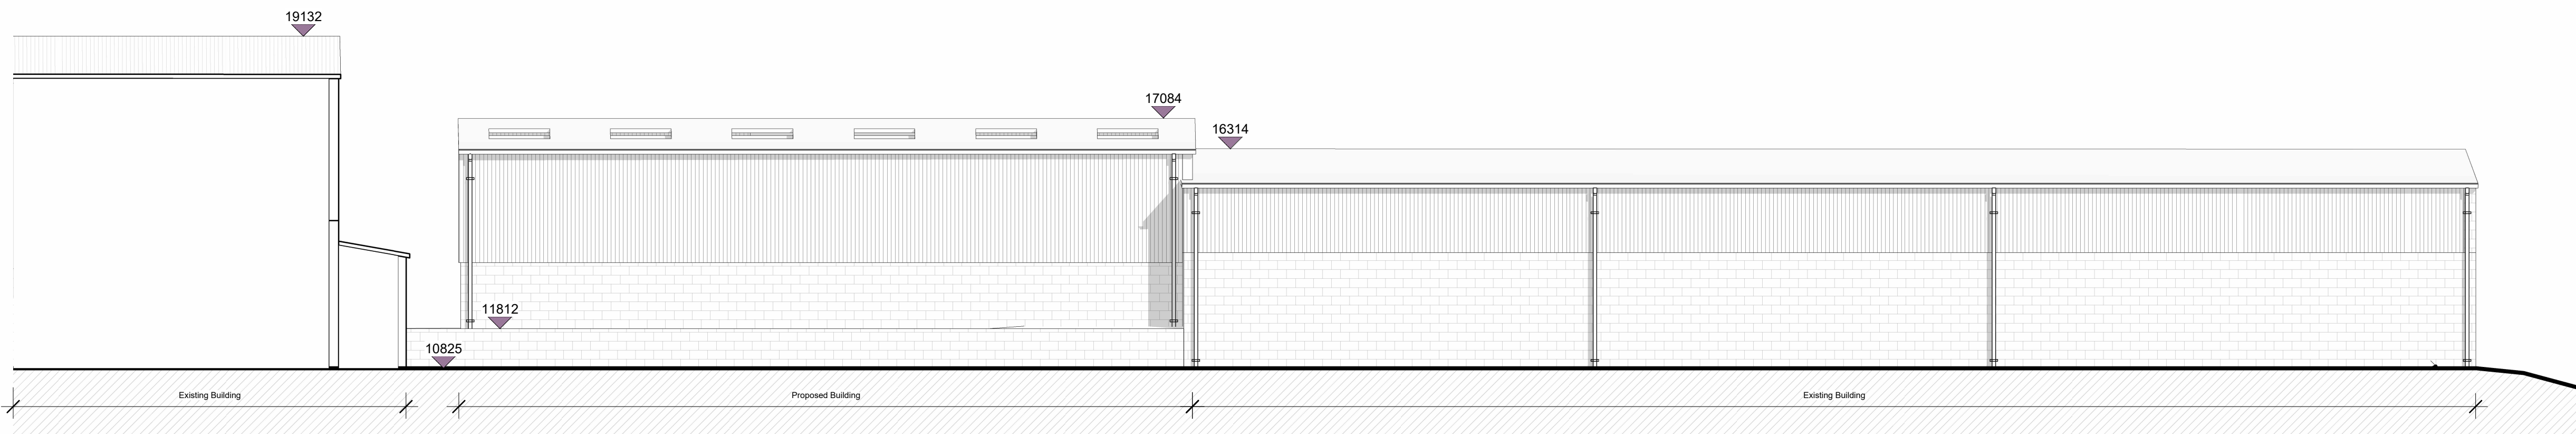 19132
17084
16314
11812
10825
Existing Building
Proposed Building
Existing Building